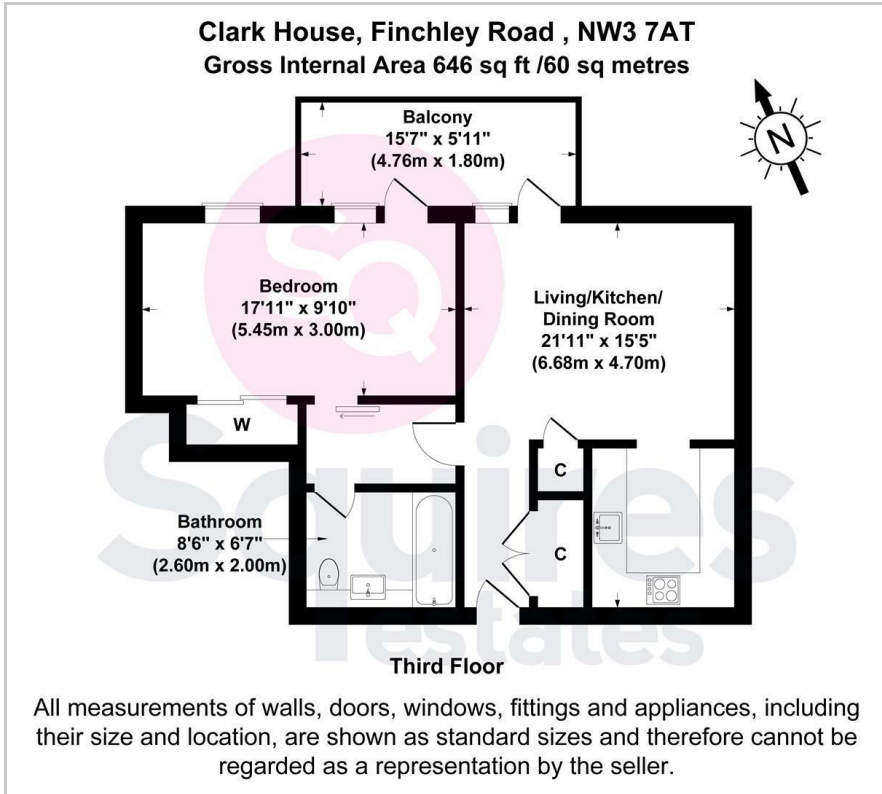 Clark House, Finchley Road , NW3 7AT
Gross Internal Area 646 sq ft /60 sq metres
Balcony
15'7" x 5'11"
(4.76m x 1.80m)
N
Bedroom
17'11" x 9'10"
(5.45m x 3.00m)
Living/Kitchen/
Dining Room
21'11" x 15'5"
(6.68m x 4.70m)
SQ
W
C
C
Bathroom
8'6" x 6'7"
(2.60m x 2.00m)
Squires
estates
Third Floor
All measurements of walls, doors, windows, fittings and appliances, including
their size and location, are shown as standard sizes and therefore cannot be
regarded as a representation by the seller.